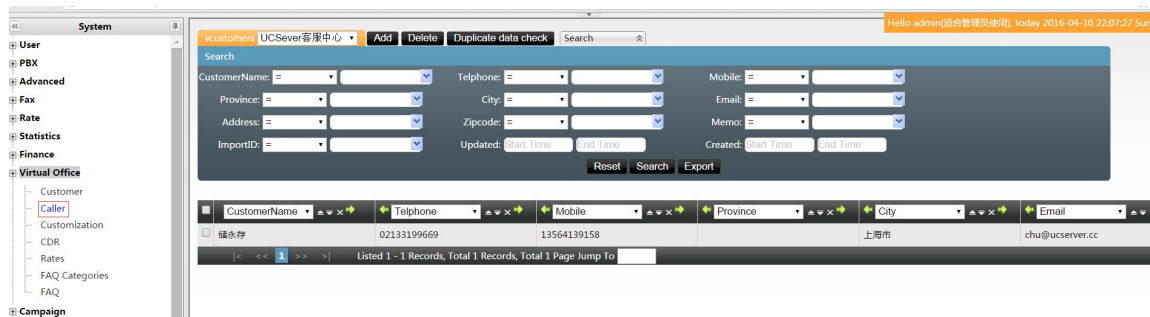 System
Hello admin(适合管理员使用), today 2016-04-10 22:07:27 Sun
User
PBX
Advanced
Fax
Rate
Statistics
Finance
Virtual Office
Customer
Caller
Customization
CDR
Rates
FAQ Categories
FAQ
Campaign
vcustomers UCSever客服中心 Add Delete Duplicate data check Search
Search
CustomerName: = Telphone: = Mobile: =
Province: = City: = Email: =
Address: = Zipcode: = Memo: =
ImportID: = Updated: Start Time End Time Created: Start Time End Time
Reset Search Export
CustomerName Telphone Mobile Province City Email
储永存 02133199669 13564139158 上海市 chu@ucserver.cc
|< << 1 >> >| Listed 1 - 1 Records, Total 1 Records, Total 1 Page Jump To